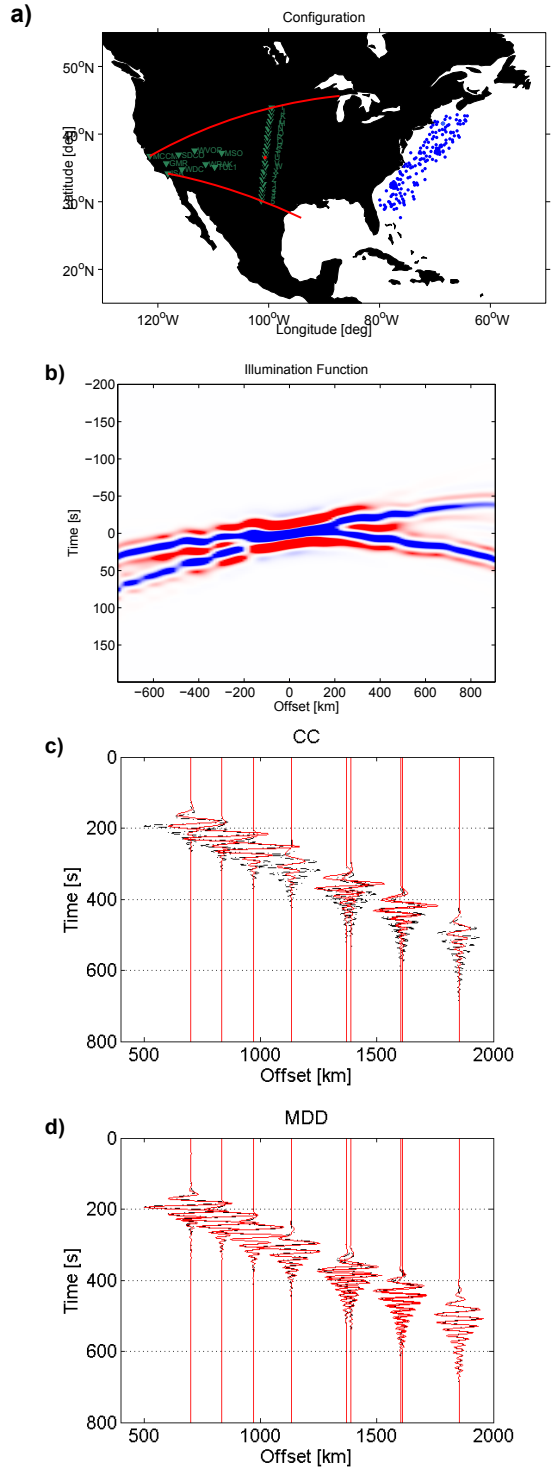 a)
Configuration
50°N
40°N
30°N
20°N
Latitude [deg]
MCCM
SDCO
WVOR
MSO
GMR
WDC
WRAK
TUL1
120°W
100°W
80°W
60°W
Longitude [deg]
b)
Illumination Function
−200
−150
−100
−50
0
50
100
150
Time [s]
−600
−400
−200
0
200
400
600
800
Offset [km]
c)
CC
0
200
400
600
800
Time [s]
500
1000
1500
2000
Offset [km]
d)
MDD
0
200
400
600
800
Time [s]
500
1000
1500
2000
Offset [km]